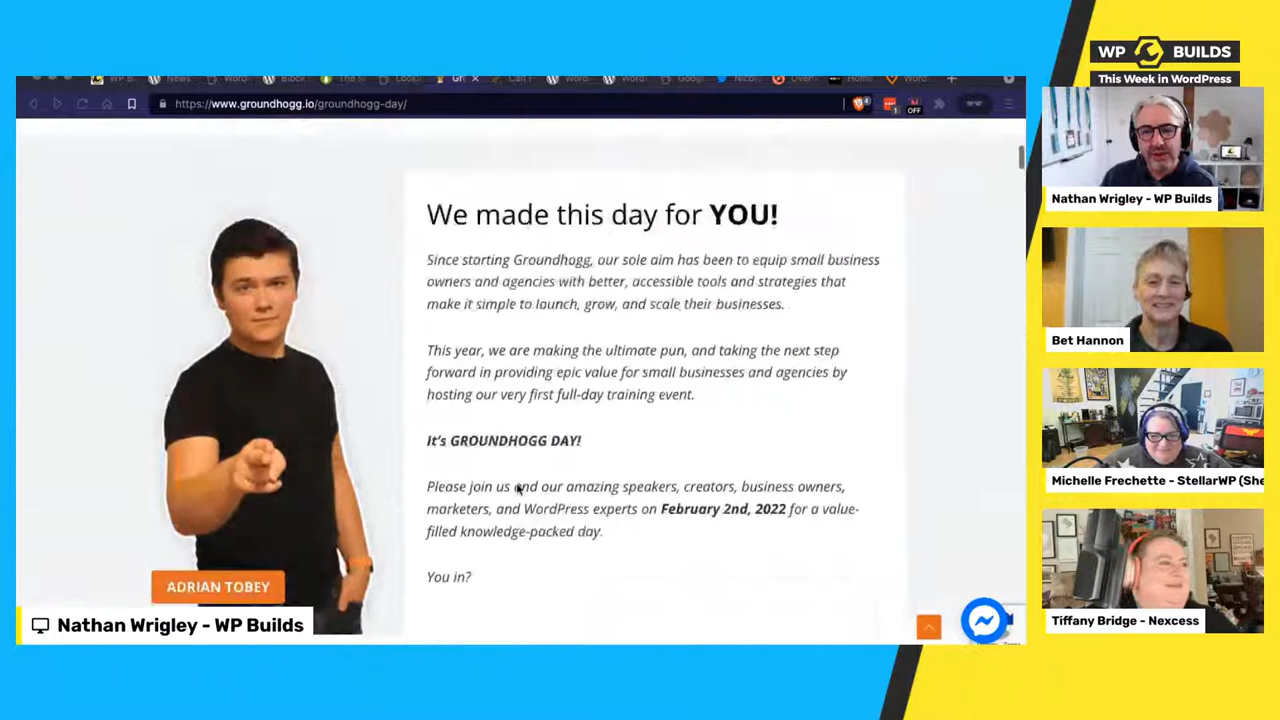 WP BUILDS
This Week in WordPress
https://www.groundhogg.io/groundhogg-day/
OFF
We made this day for YOU!
Since starting Groundhogg, our sole aim has been to equip small business
owners and agencies with better, accessible tools and strategies that
make it simple to launch, grow, and scale their businesses.
This year, we are making the ultimate pun, and taking the next step
forward in providing epic value for small businesses and agencies by
hosting our very first full-day training event.
It's GROUNDHOGG DAY!
Please join us and our amazing speakers, creators, business owners,
marketers, and WordPress experts on February 2nd, 2022 for a value-
filled knowledge-packed day.
You in?
ADRIAN TOBEY
Nathan Wrigley - WP Builds
Nathan Wrigley - WP Builds
Bet Hannon
Michelle Frechette - StellarWP (She
Tiffany Bridge - Nexcess